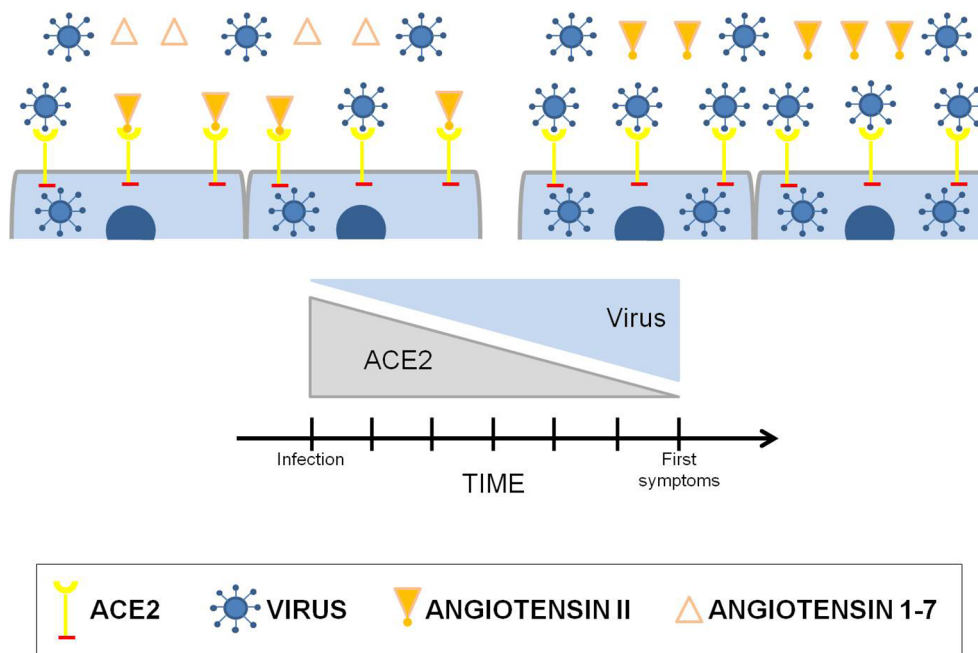 Virus
ACE2
Infection
First
symptoms
TIME
ACE2
VIRUS
ANGIOTENSIN II
ANGIOTENSIN 1-7